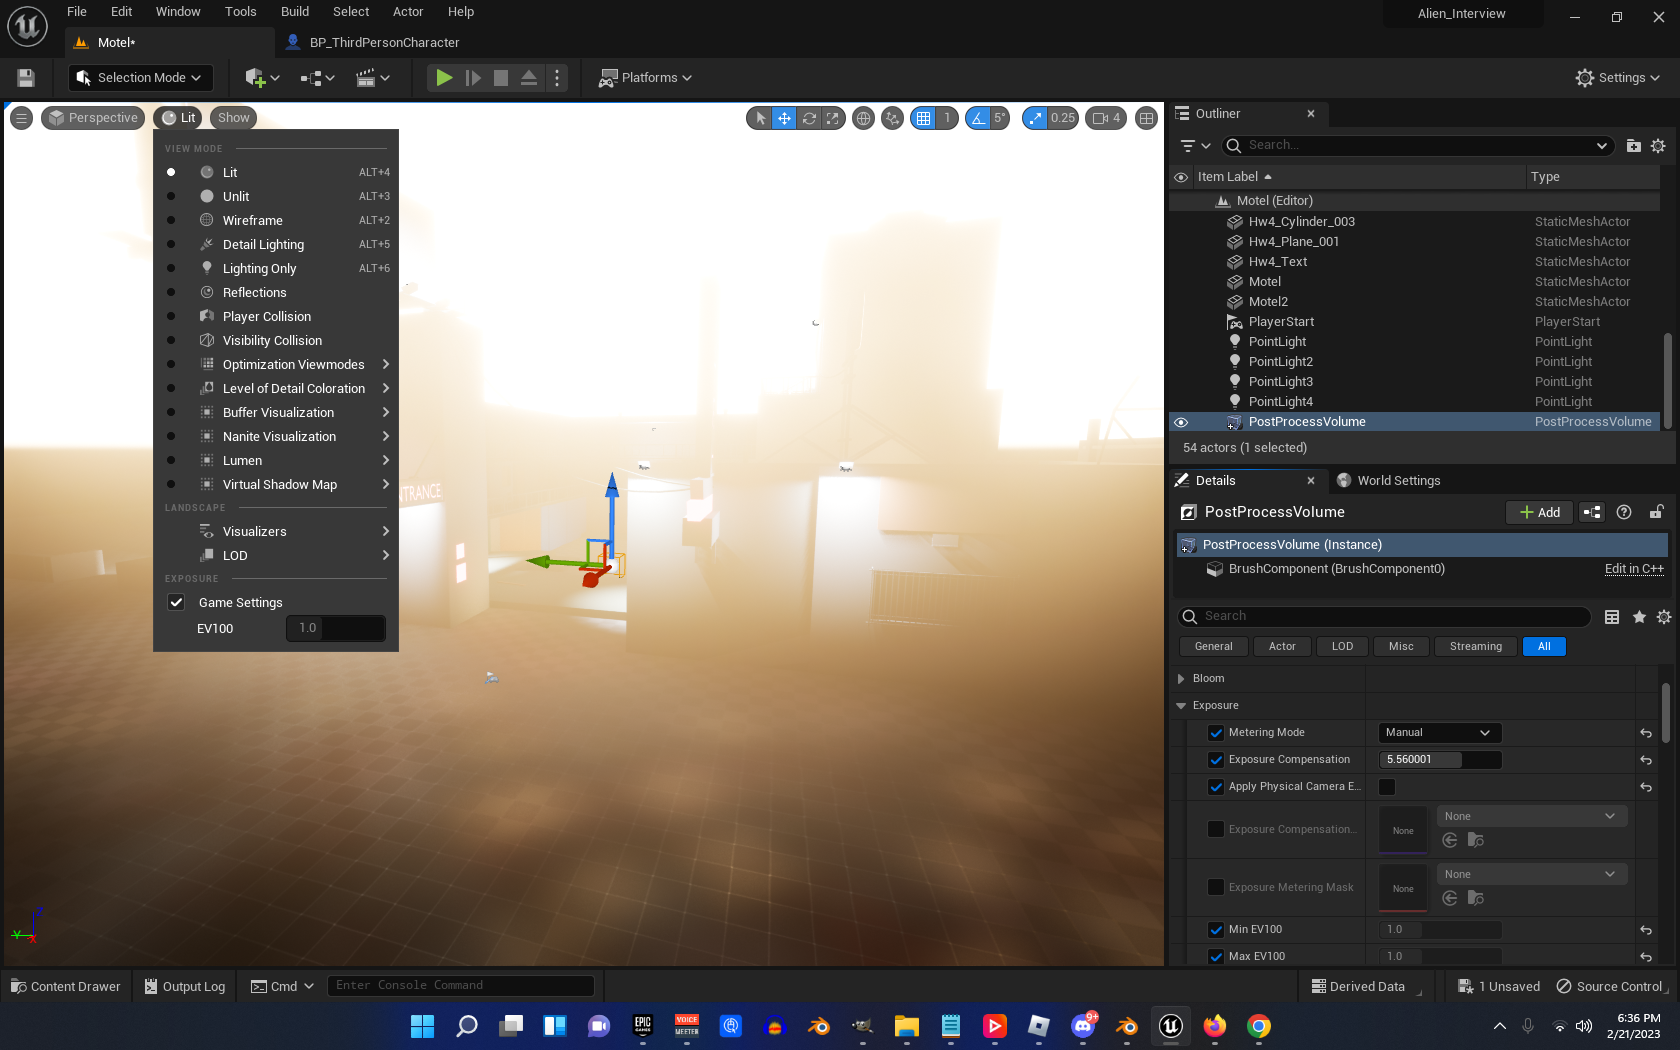 File Edit Window Tools Build Select Actor Help
Alien_Interview
Motel*
BP_ThirdPersonCharacter
Selection Mode
Platforms
Settings
Perspective
Lit
Show
1
5°
0.25
4
VIEW MODE
Lit ALT+4
Unlit ALT+3
Wireframe ALT+2
Detail Lighting ALT+5
Lighting Only ALT+6
Reflections
Player Collision
Visibility Collision
Optimization Viewmodes
Level of Detail Coloration
Buffer Visualization
Nanite Visualization
Lumen
Virtual Shadow Map
LANDSCAPE
Visualizers
LOD
EXPOSURE
Game Settings
EV100 1.0
NTRANCE
Z
Y
X
Outliner
Search...
Item Label Type
Motel (Editor)
Hw4_Cylinder_003 StaticMeshActor
Hw4_Plane_001 StaticMeshActor
Hw4_Text StaticMeshActor
Motel StaticMeshActor
Motel2 StaticMeshActor
PlayerStart PlayerStart
PointLight PointLight
PointLight2 PointLight
PointLight3 PointLight
PointLight4 PointLight
PostProcessVolume PostProcessVolume
54 actors (1 selected)
Details
World Settings
PostProcessVolume
Add
PostProcessVolume (Instance)
BrushComponent (BrushComponent0) Edit in C++
Search
General Actor LOD Misc Streaming All
Bloom
Exposure
Metering Mode Manual
Exposure Compensation 5.560001
Apply Physical Camera E...
Exposure Compensation... None None
Exposure Metering Mask None None
Min EV100 1.0
Max EV100 1.0
Content Drawer
Output Log
Cmd
Enter Console Command
Derived Data
1 Unsaved
Source Control
EPIC
GAMES
VOICE
MEETER
9+
6:36 PM
2/21/2023